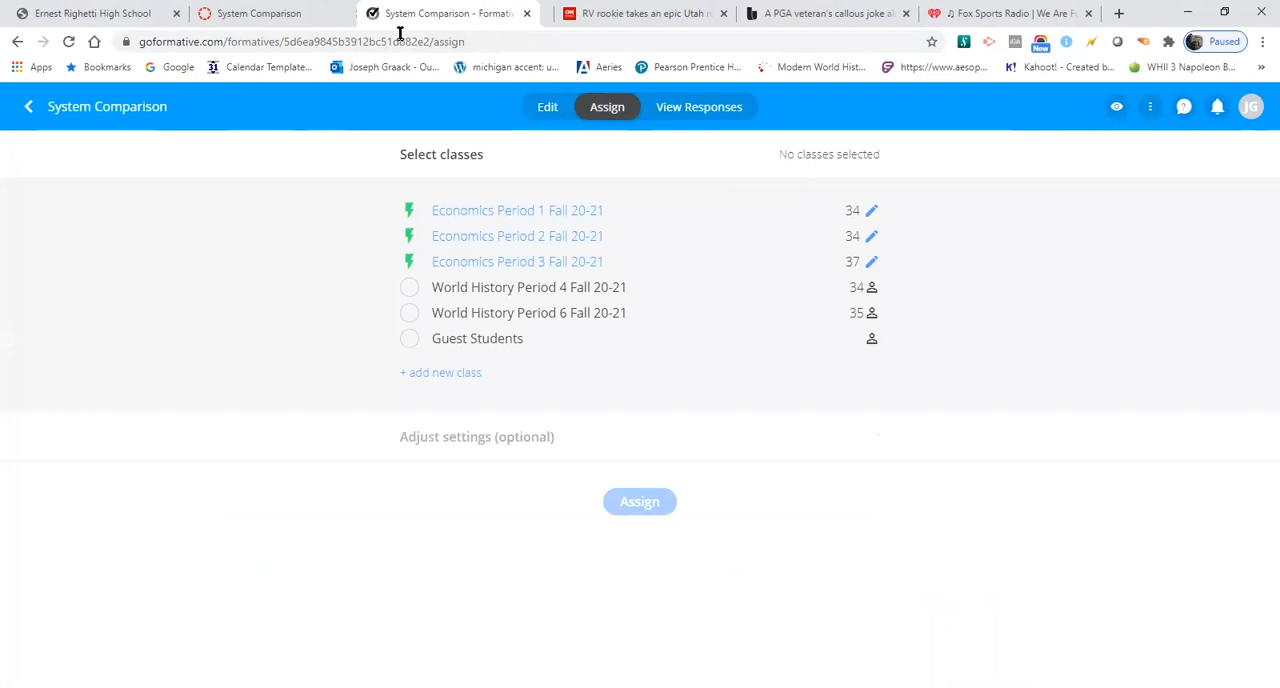 Ernest Righetti High School
System Comparison
System Comparison - Formativ
CNN
RV rookie takes an epic Utah r
A PGA veteran's callous joke a
Fox Sports Radio | We Are F
goformative.com/formatives/5d6ea9845b3912bc51d882e2/assign
New
Paused
Apps
Bookmarks
Google
Calendar Template...
Joseph Graack - Ou...
michigan accent: u...
Aeries
Pearson Prentice H...
Modern World Hist...
https://www.aesop...
Kahoot! - Created b...
WHII 3 Napoleon B...
System Comparison
Edit
Assign
View Responses
JG
Select classes
No classes selected
Economics Period 1 Fall 20-21
34
Economics Period 2 Fall 20-21
34
Economics Period 3 Fall 20-21
37
World History Period 4 Fall 20-21
34
World History Period 6 Fall 20-21
35
Guest Students
+ add new class
Adjust settings (optional)
Assign